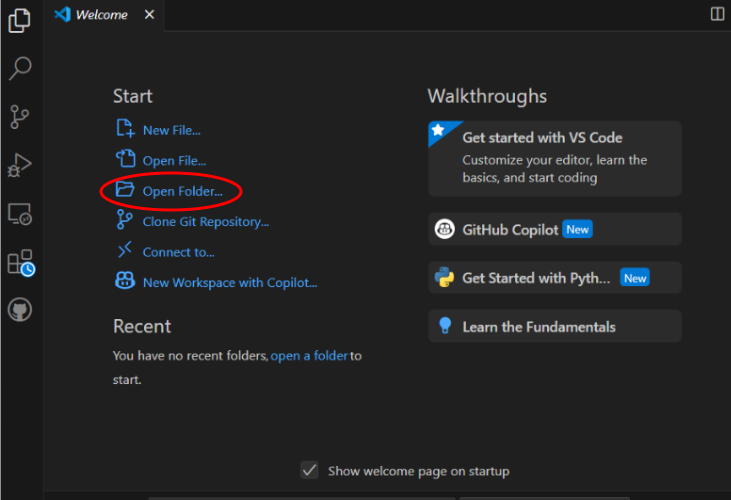 Welcome
Start
New File...
Open File...
Open Folder...
Clone Git Repository...
Connect to...
New Workspace with Copilot...
Recent
You have no recent folders, open a folder to
start.
Walkthroughs
Get started with VS Code
Customize your editor, learn the
basics, and start coding
GitHub Copilot New
Get Started with Pyth... New
Learn the Fundamentals
Show welcome page on startup